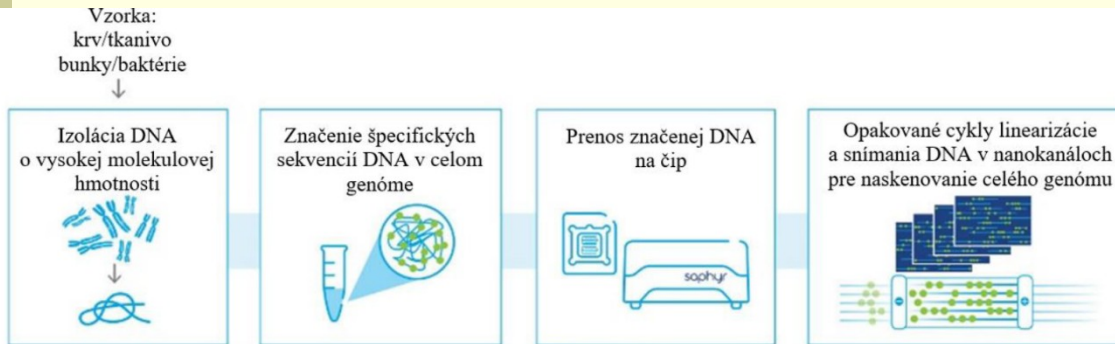 Vzorka:
krv/tkanivo
bunky/baktérie
Izolácia DNA
o vysokej molekulovej
hmotnosti
Značenie špecifických
sekvencií DNA v celom
genóme
Prenos značenej DNA
na čip
saphyr
Opakované cykly linearizácie
a snímania DNA v nanokanáloch
pre naskenovanie celého genómu